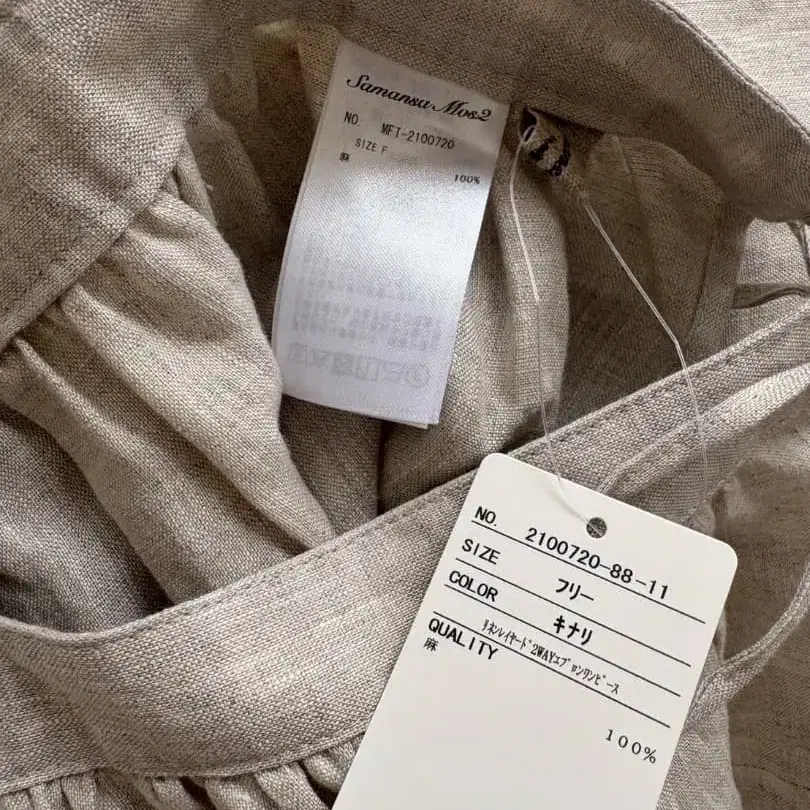 Samansa Mos2
NO. MFT-2100720
SIZE F
麻 100%
NO. 2100720-88-11
SIZE フリー
COLOR キナリ
ﾘﾈﾝﾚｲﾔｰﾄﾞ2WAYｴﾌﾟﾛﾝﾜﾝﾋﾟｰｽ
QUALITY
麻
100%